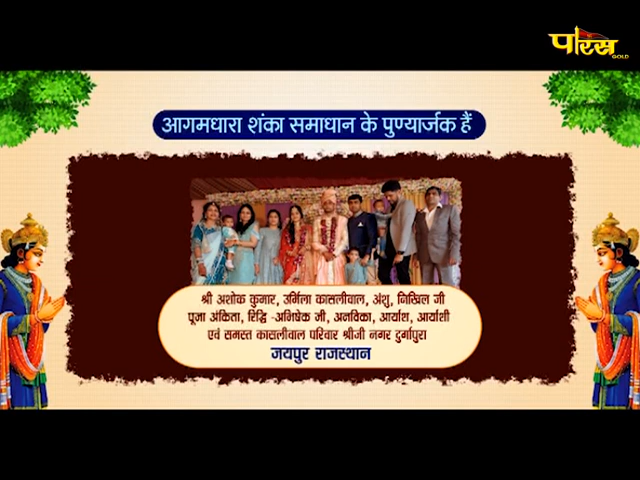 पारस
GOLD
आगमधारा शंका समाधान के पुण्यार्जक हैं
श्री अशोक कुमार, उर्मिला कासलीवाल, अंशु, निखिल जी
पूजा अंकिता, रिद्धि -अभिषेक जी, अनविका, आर्यांश, आर्याशी
एवं समस्त कासलीवाल परिवार श्रीजी नगर दुर्गापुरा
जयपुर राजस्थान